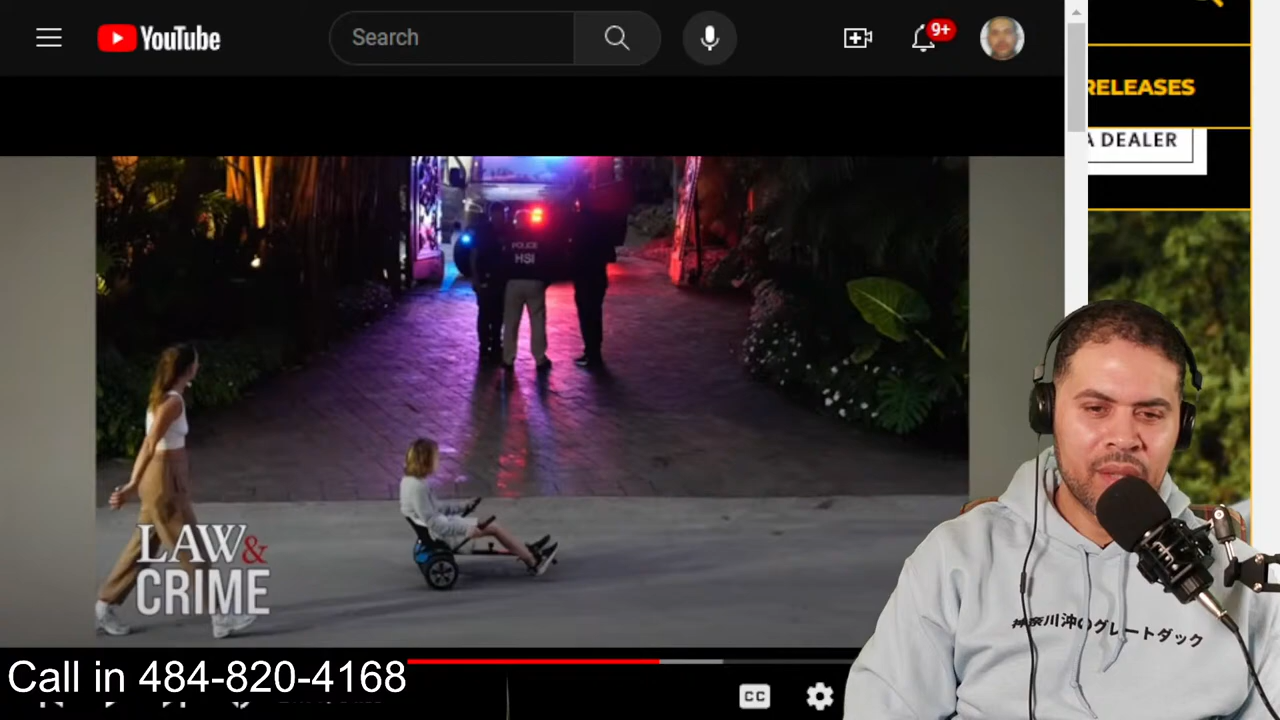 YouTube
Search
9+
RELEASES
A DEALER
POLICE
HSI
LAW&
CRIME
CC
Call in 484-820-4168